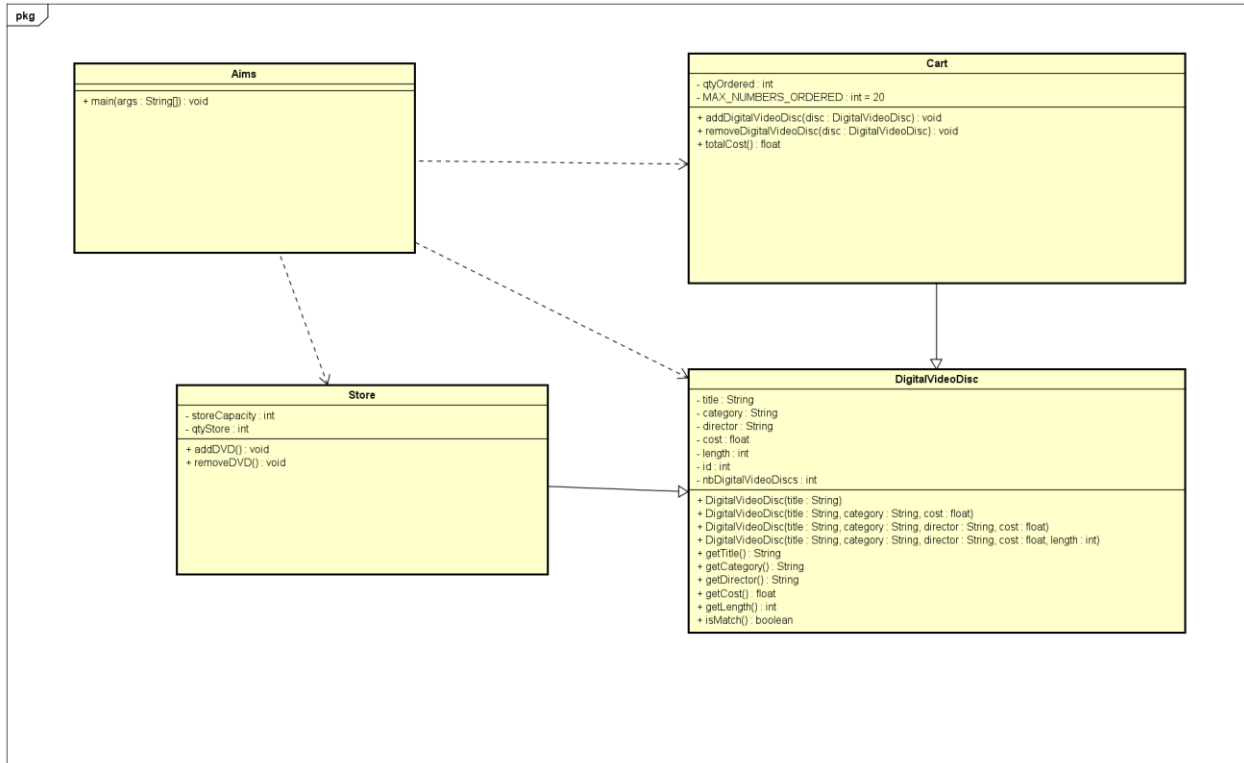 pkg
Aims
+ main(args : String[]) : void
Cart
- qtyOrdered : int
- MAX_NUMBERS_ORDERED : int = 20
+ addDigitalVideoDisc(disc : DigitalVideoDisc) : void
+ removeDigitalVideoDisc(disc : DigitalVideoDisc) : void
+ totalCost() : float
Store
- storeCapacity : int
- qtyStore : int
+ addDVD() : void
+ removeDVD() : void
DigitalVideoDisc
- title : String
- category : String
- director : String
- cost : float
- length : int
- id : int
- nbDigitalVideoDiscs : int
+ DigitalVideoDisc(title : String)
+ DigitalVideoDisc(title : String, category : String, cost : float)
+ DigitalVideoDisc(title : String, category : String, director : String, cost : float)
+ DigitalVideoDisc(title : String, category : String, director : String, cost : float, length : int)
+ getTitle() : String
+ getCategory() : String
+ getDirector() : String
+ getCost() : float
+ getLength() : int
+ isMatch() : boolean